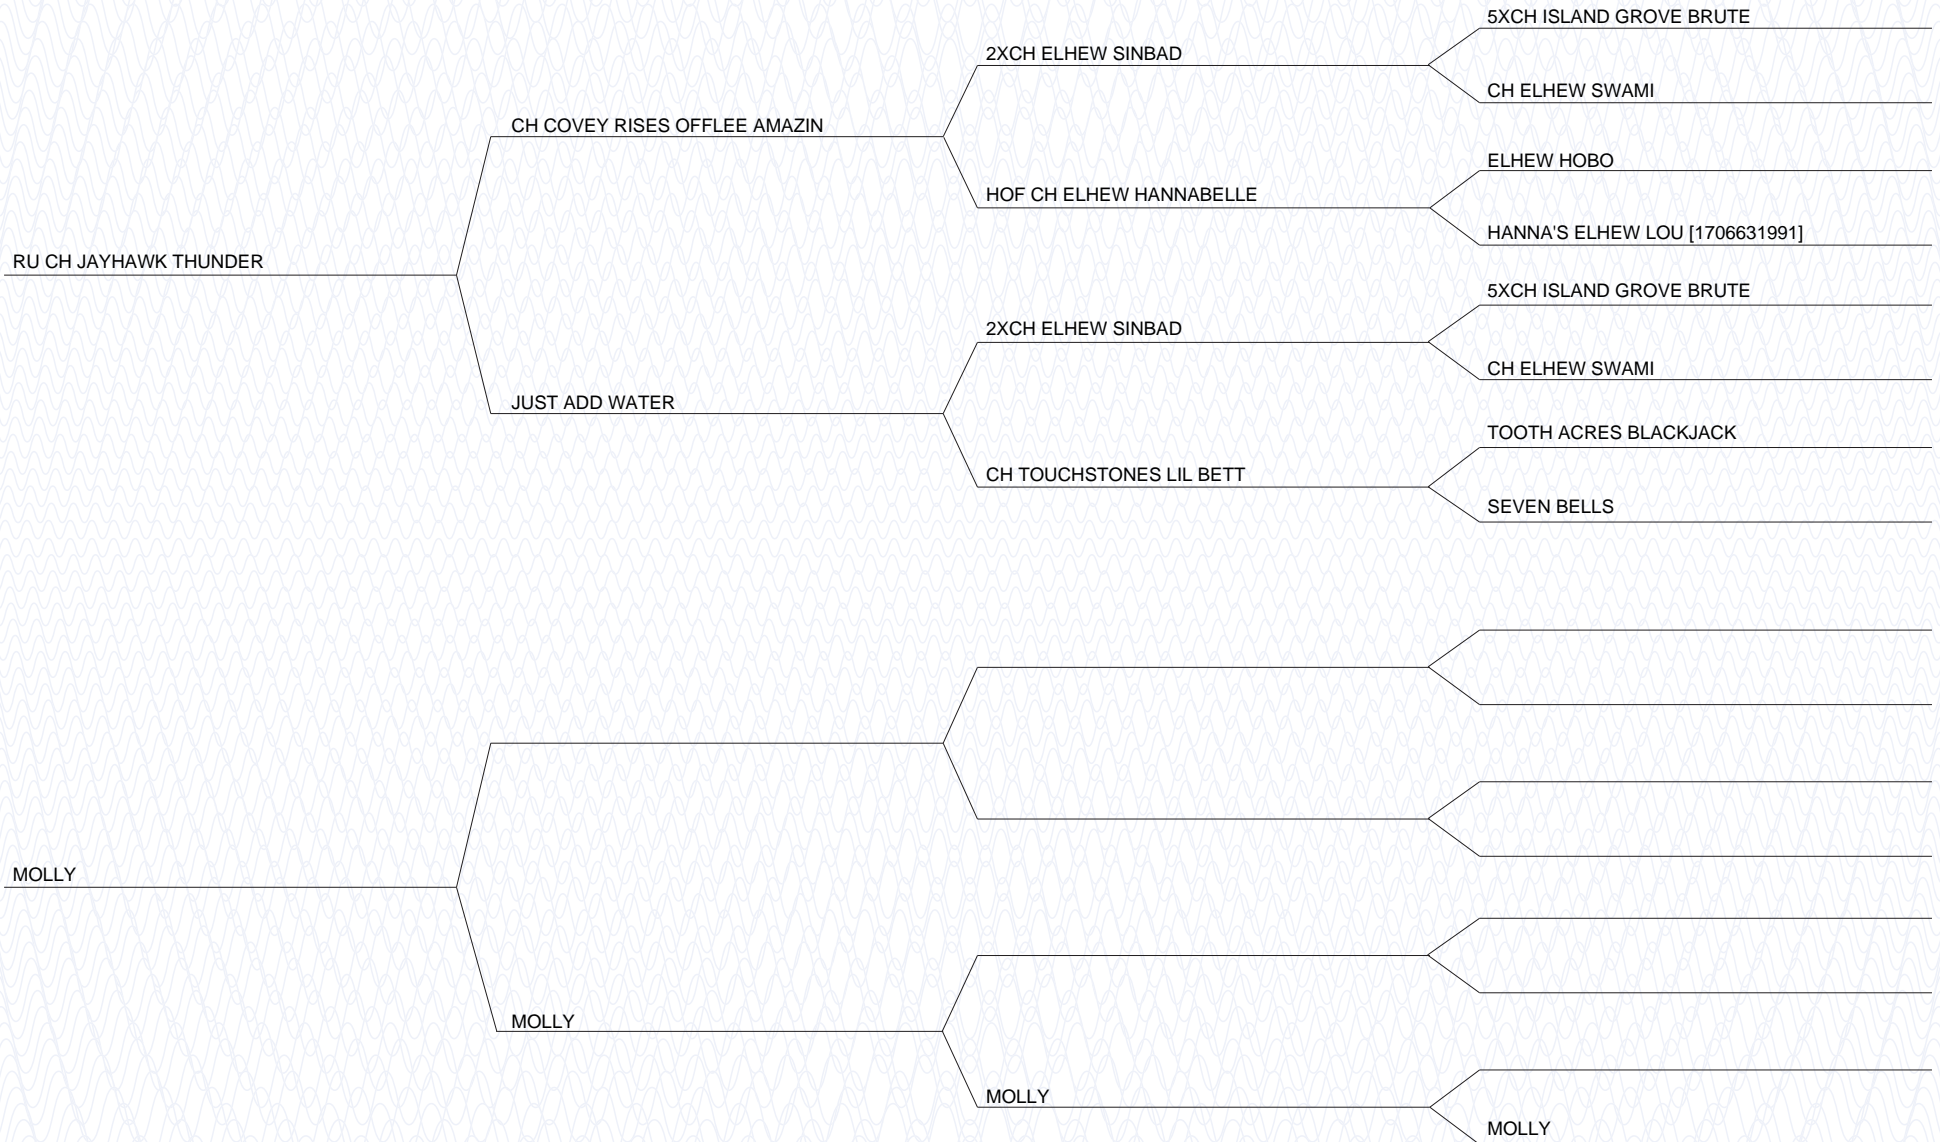 5XCH ISLAND GROVE BRUTE
2XCH ELHEW SINBAD
CH ELHEW SWAMI
CH COVEY RISES OFFLEE AMAZIN
ELHEW HOBO
HOF CH ELHEW HANNABELLE
HANNA'S ELHEW LOU [1706631991]
RU CH JAYHAWK THUNDER
5XCH ISLAND GROVE BRUTE
2XCH ELHEW SINBAD
CH ELHEW SWAMI
JUST ADD WATER
TOOTH ACRES BLACKJACK
CH TOUCHSTONES LIL BETT
SEVEN BELLS
MOLLY
MOLLY
MOLLY
MOLLY